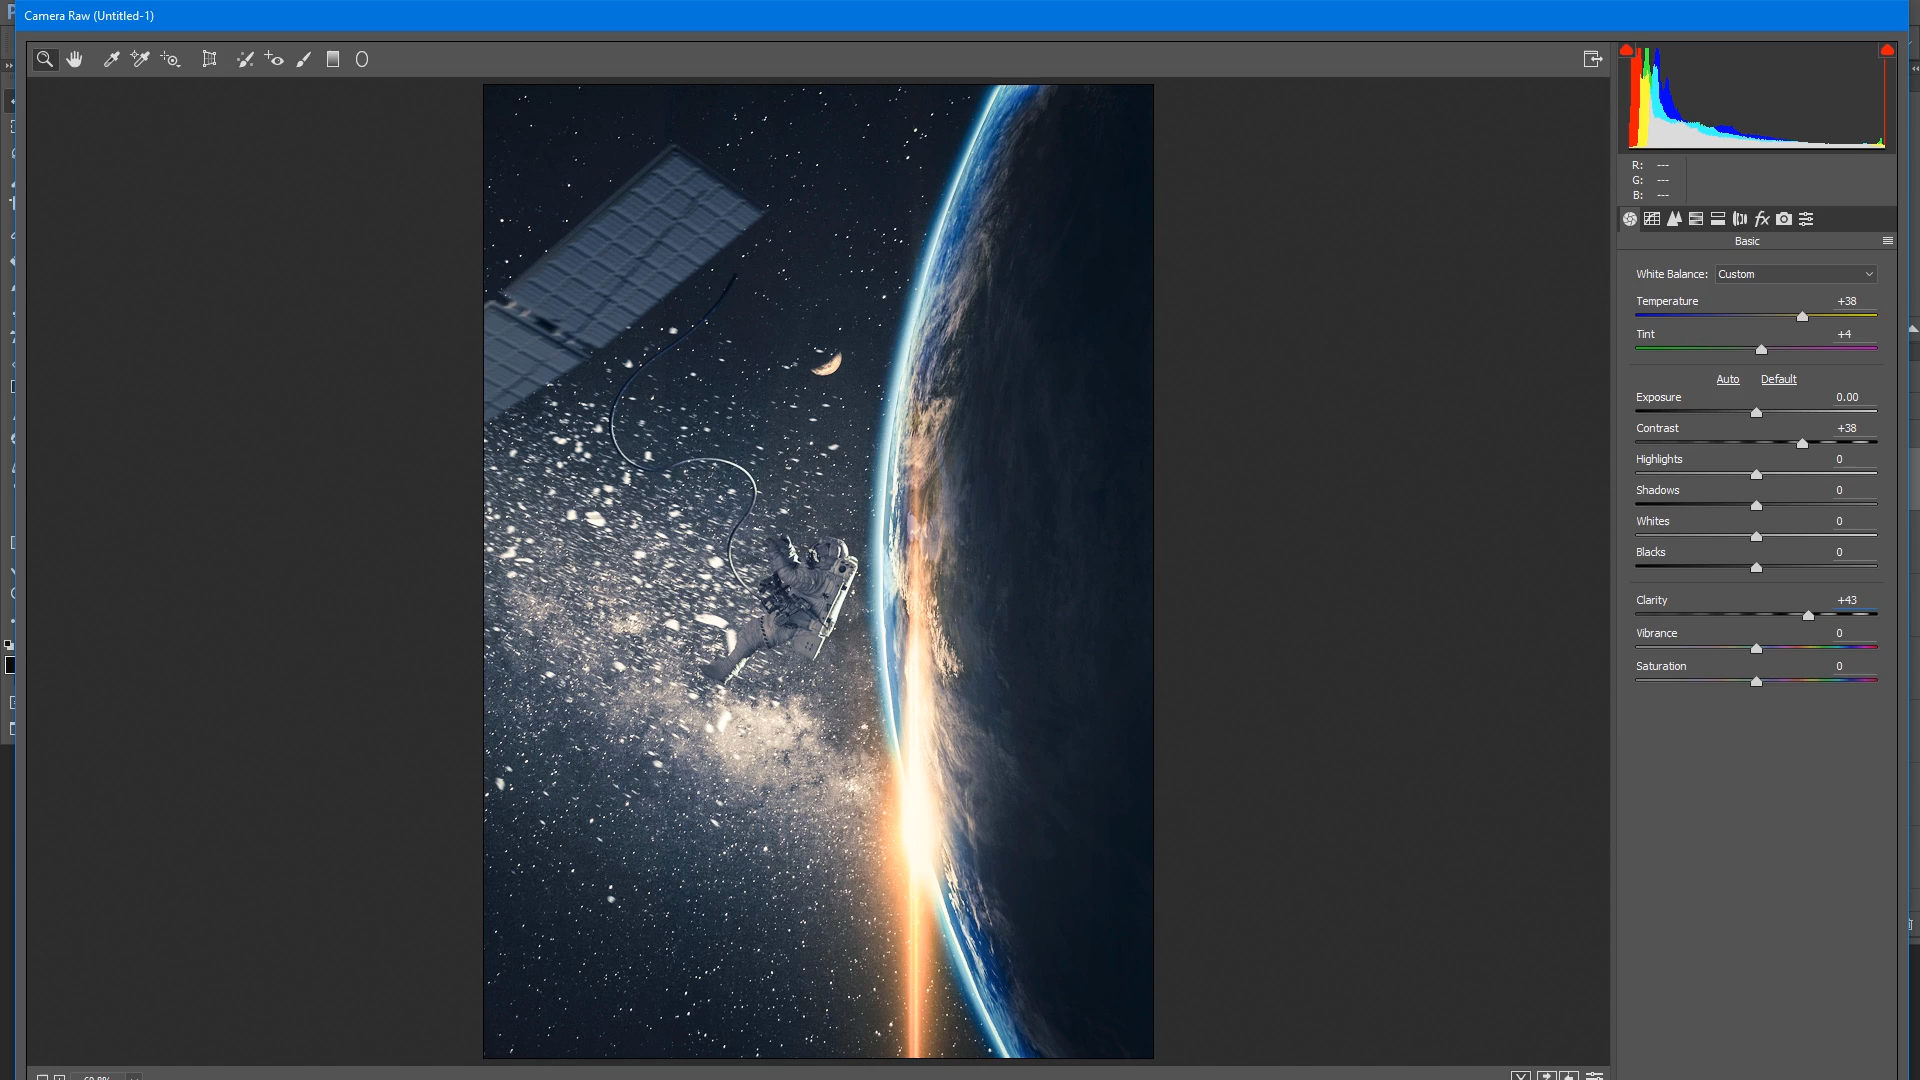 Camera Raw (Untitled-1)
R: ---
G: ---
B: ---
fx
Basic
White Balance: Custom
Temperature +38
Tint +4
Auto Default
Exposure 0.00
Contrast +38
Highlights 0
Shadows 0
Whites 0
Blacks 0
Clarity +43
Vibrance 0
Saturation 0